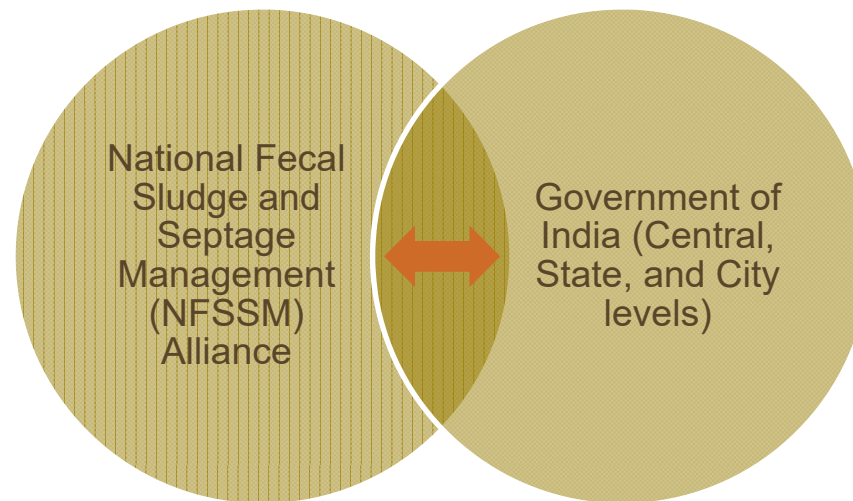 National Fecal
Sludge and
Septage
Management
(NFSSM)
Alliance
Government of
India (Central,
State, and City
levels)